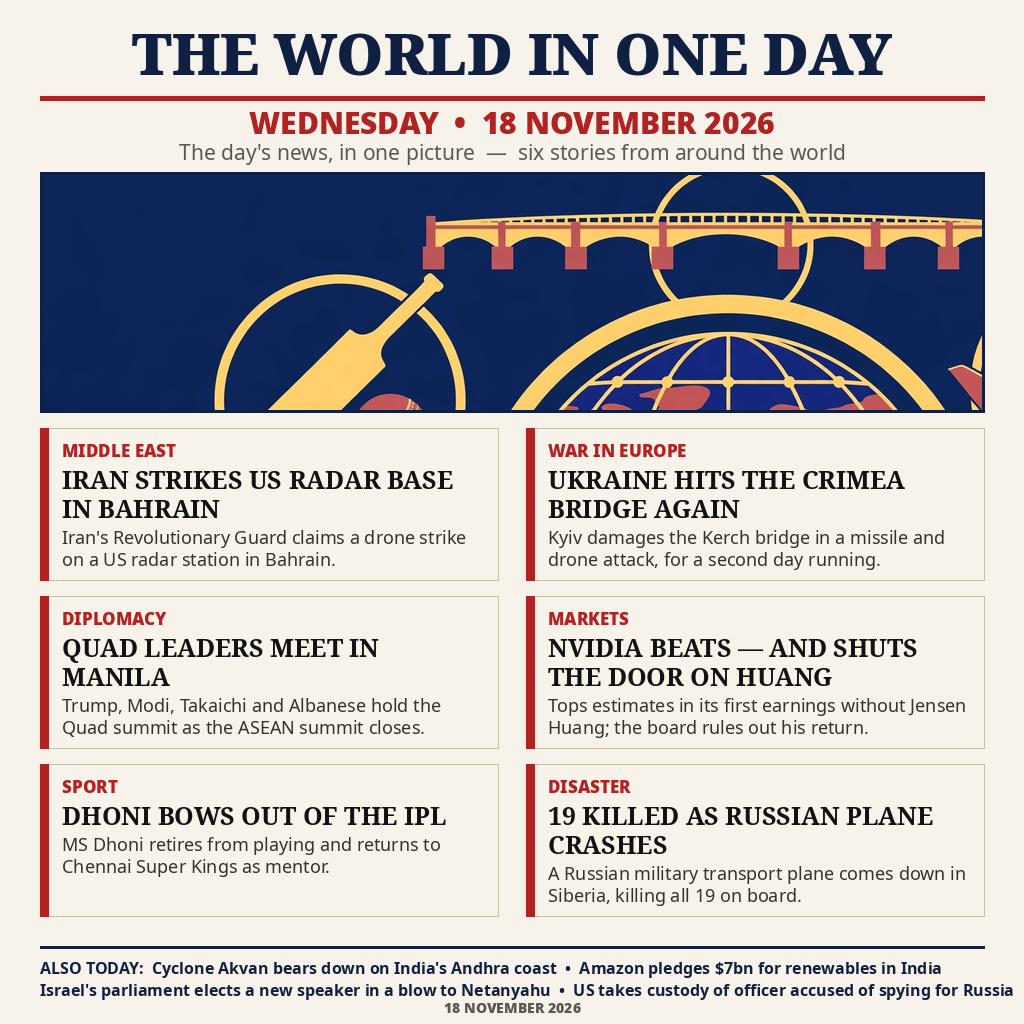 THE WORLD IN ONE DAY
WEDNESDAY • 18 NOVEMBER 2026
The day's news, in one picture — six stories from around the world
MIDDLE EAST
IRAN STRIKES US RADAR BASE
IN BAHRAIN
Iran's Revolutionary Guard claims a drone strike
on a US radar station in Bahrain.
WAR IN EUROPE
UKRAINE HITS THE CRIMEA
BRIDGE AGAIN
Kyiv damages the Kerch bridge in a missile and
drone attack, for a second day running.
DIPLOMACY
QUAD LEADERS MEET IN
MANILA
Trump, Modi, Takaichi and Albanese hold the
Quad summit as the ASEAN summit closes.
MARKETS
NVIDIA BEATS — AND SHUTS
THE DOOR ON HUANG
Tops estimates in its first earnings without Jensen
Huang; the board rules out his return.
SPORT
DHONI BOWS OUT OF THE IPL
MS Dhoni retires from playing and returns to
Chennai Super Kings as mentor.
DISASTER
19 KILLED AS RUSSIAN PLANE
CRASHES
A Russian military transport plane comes down in
Siberia, killing all 19 on board.
ALSO TODAY: Cyclone Akvan bears down on India's Andhra coast • Amazon pledges $7bn for renewables in India
Israel's parliament elects a new speaker in a blow to Netanyahu • US takes custody of officer accused of spying for Russia
18 NOVEMBER 2026